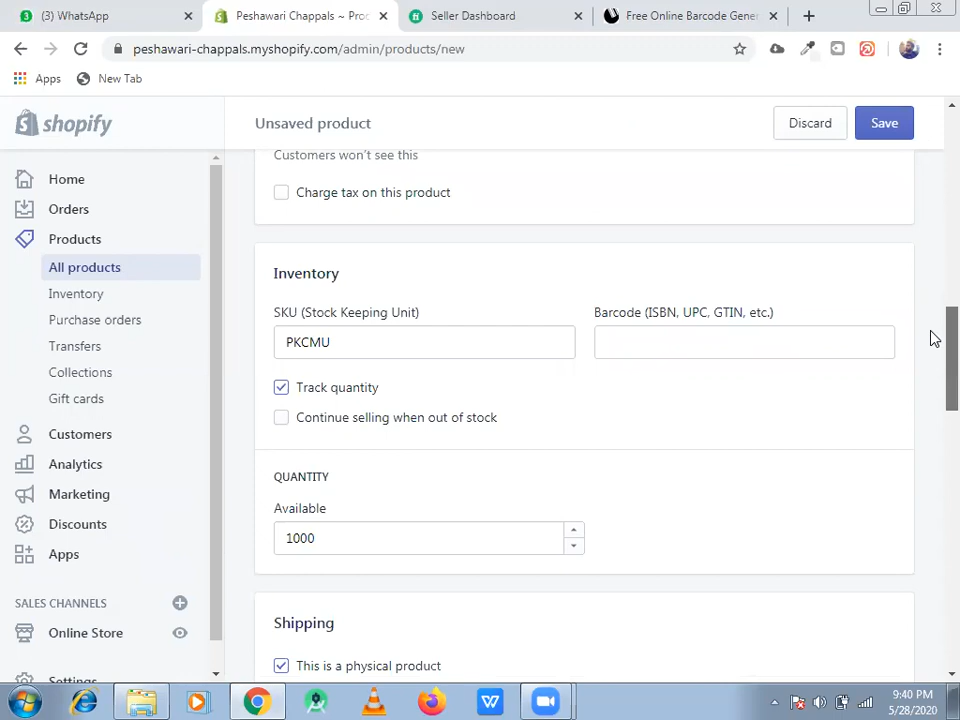 (3) WhatsApp
Peshawari Chappals ~ Proc
Seller Dashboard
Free Online Barcode Gener
peshawari-chappals.myshopify.com/admin/products/new
Apps
New Tab
shopify
Unsaved product
Discard
Save
Home
Orders
Products
All products
Inventory
Purchase orders
Transfers
Collections
Gift cards
Customers
Analytics
Marketing
Discounts
Apps
SALES CHANNELS
Online Store
Settings
Customers won't see this
Charge tax on this product
Inventory
SKU (Stock Keeping Unit)
Barcode (ISBN, UPC, GTIN, etc.)
PKCMU
Track quantity
Continue selling when out of stock
QUANTITY
Available
1000
Shipping
This is a physical product
9:40 PM
5/28/2020